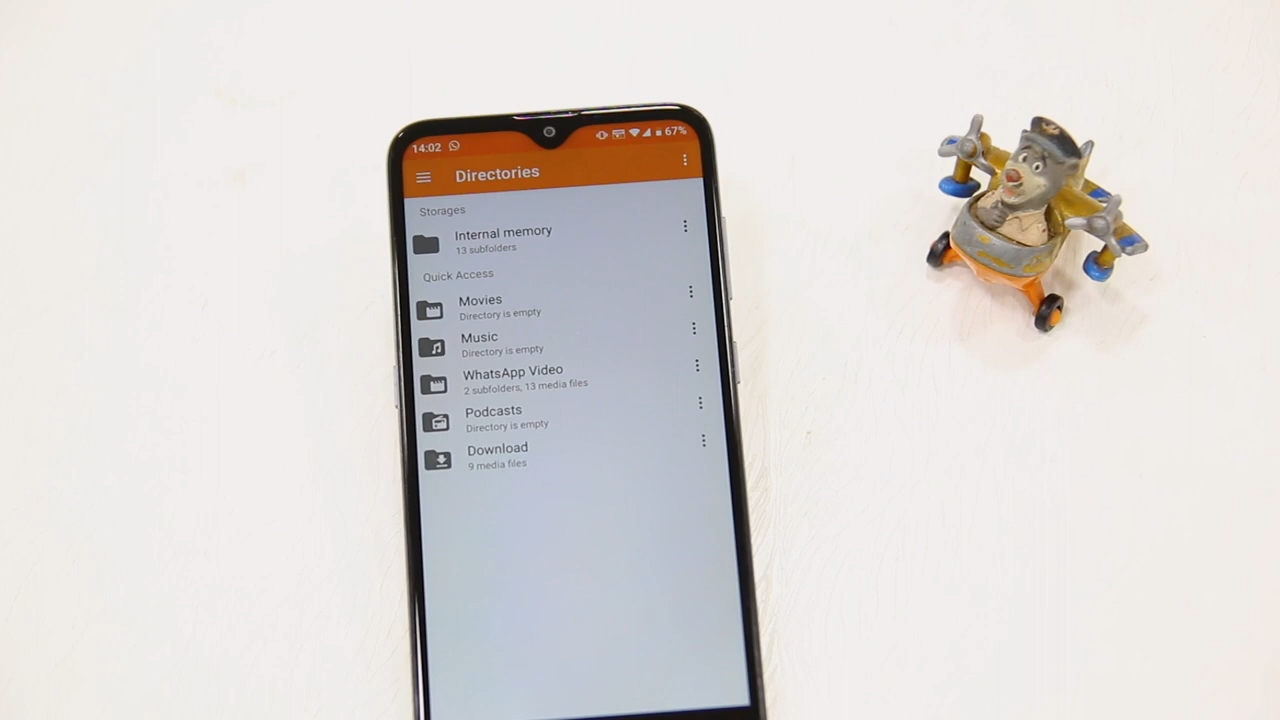 14:02
67%
Directories
Storages
Internal memory
13 subfolders
Quick Access
Movies
Directory is empty
Music
Directory is empty
WhatsApp Video
2 subfolders, 13 media files
Podcasts
Directory is empty
Download
9 media files